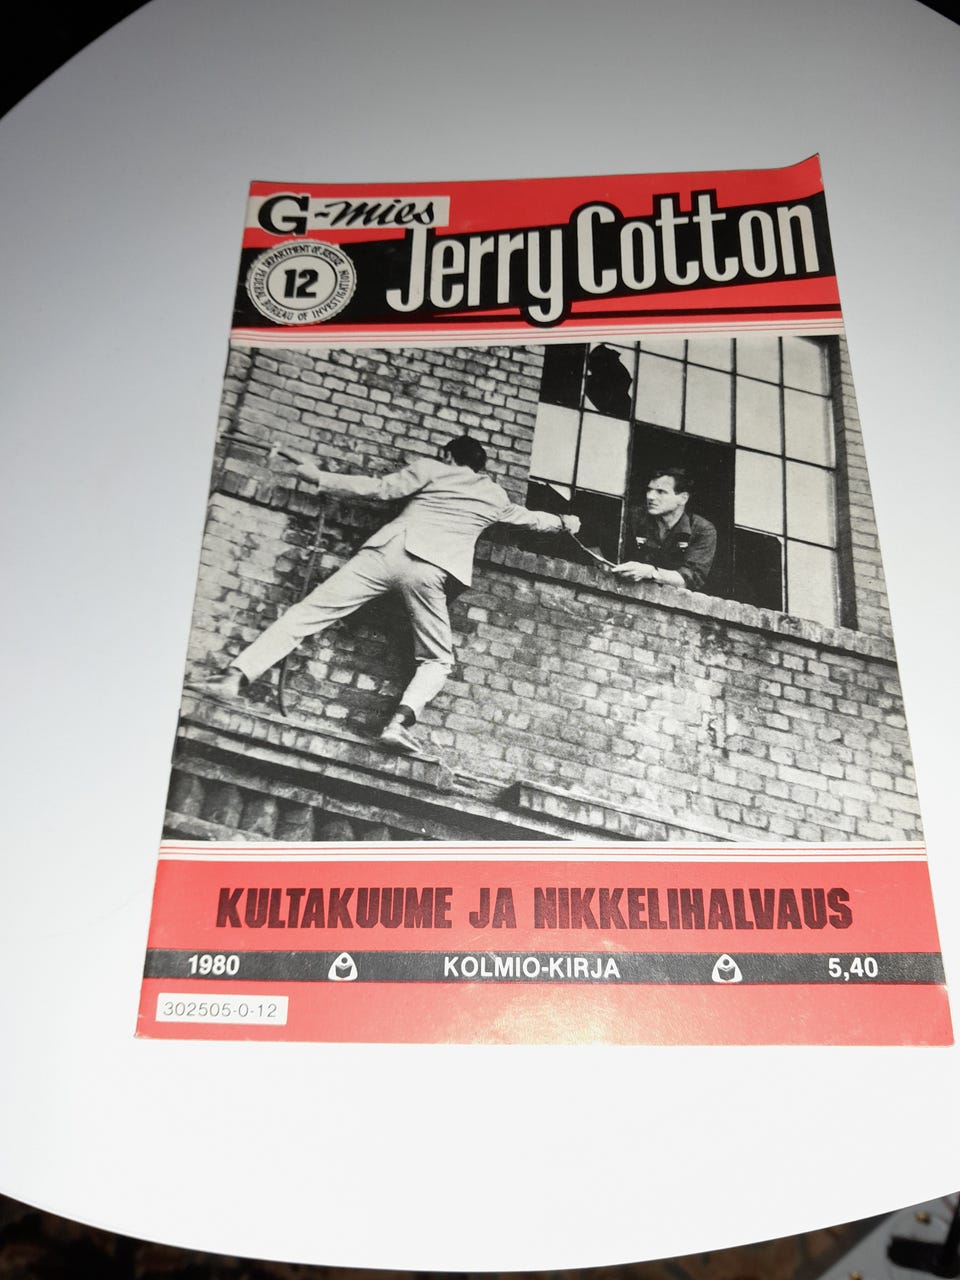 G-mies
Jerry Cotton
DEPARTMENT OF JUSTICE
12
FEDERAL BUREAU OF INVESTIGATION
KULTAKUUME JA NIKKELIHALVAUS
1980 KOLMIO-KIRJA 5,40
302505-0-12